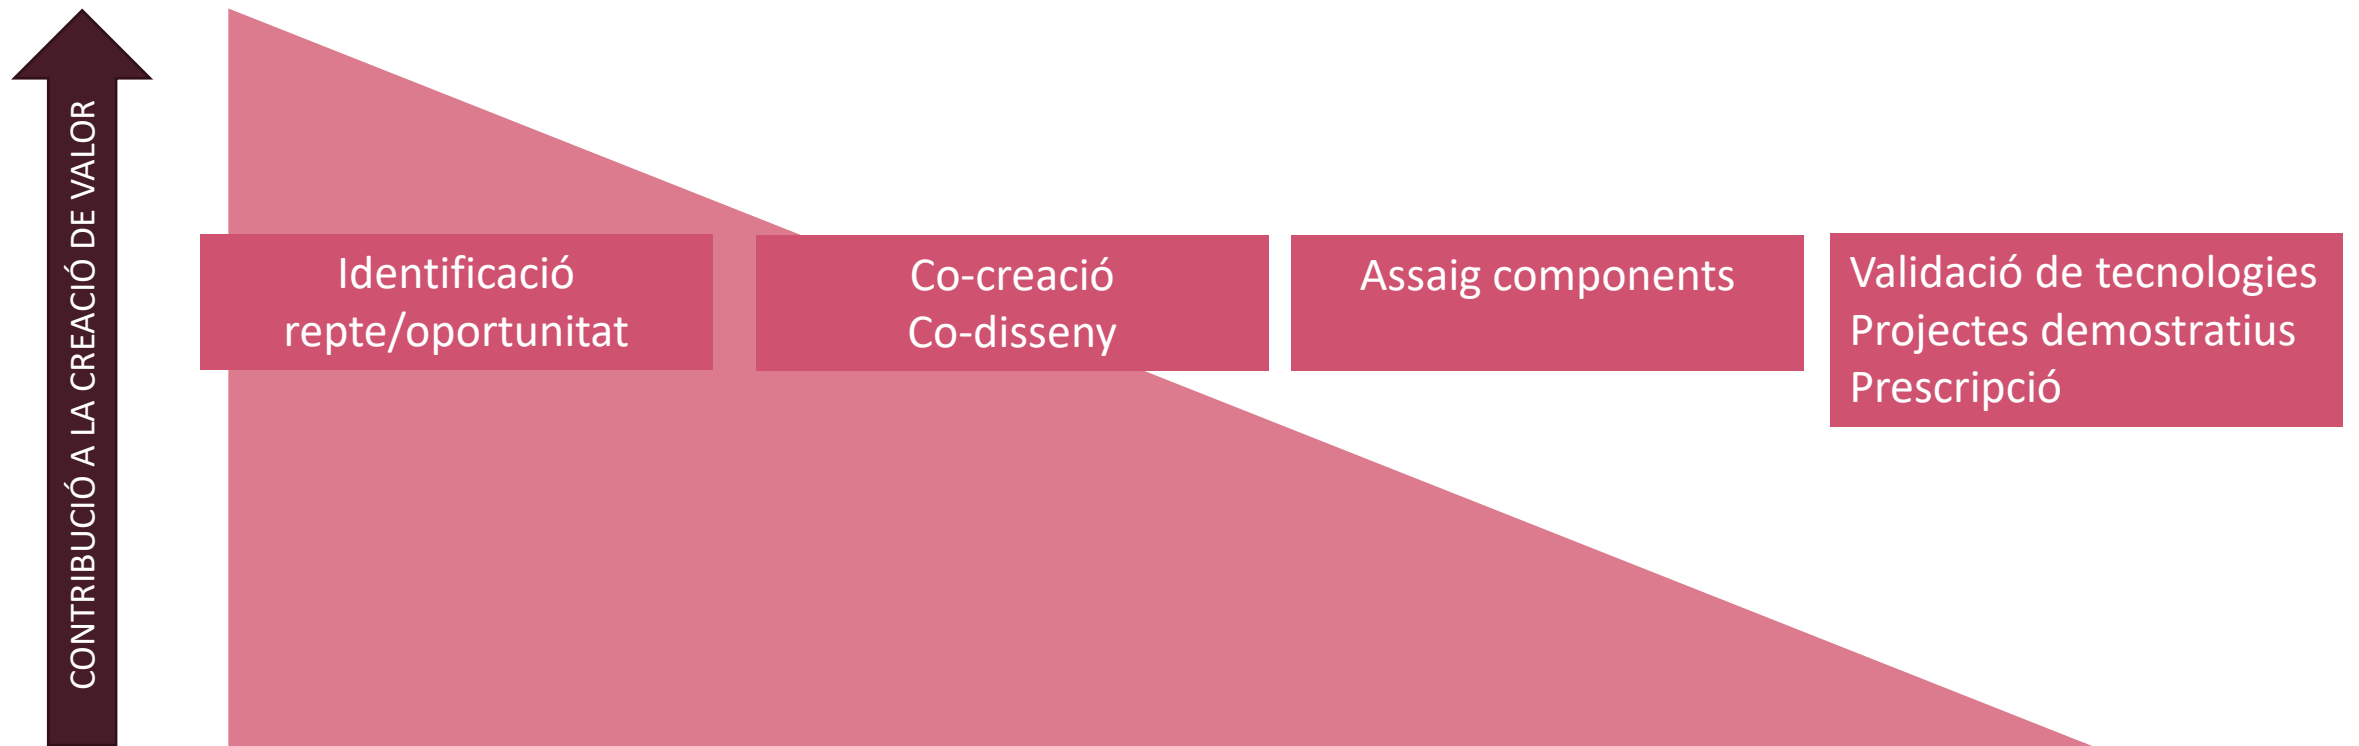 CONTRIBUCIÓ A LA CREACIÓ DE VALOR
Identificació
repte/oportunitat
Co-creació
Co-disseny
Assaig components
Validació de tecnologies
Projectes demostratius
Prescripció